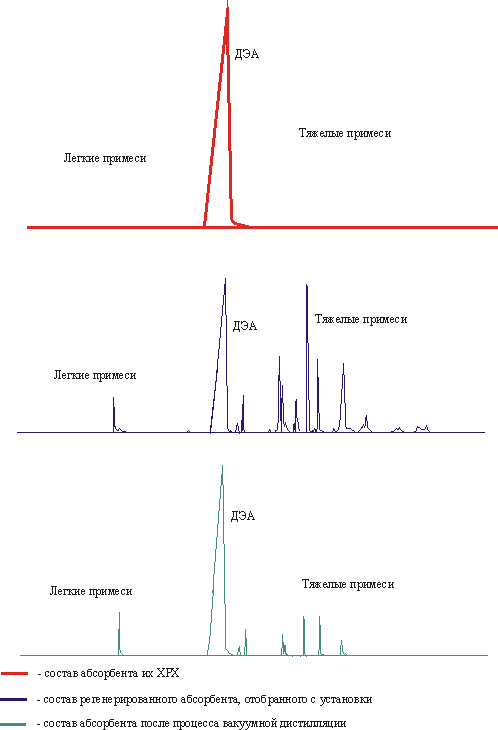 ДЭА
Тяжелые примеси
Легкие примеси
ДЭА
Тяжелые примеси
Легкие примеси
ДЭА
Тяжелые примеси
Легкие примеси
- состав абсорбента их ХРХ
- состав регенерированного абсорбента, отобранного с установки
- состав абсорбента после процесса вакуумной дистилляции